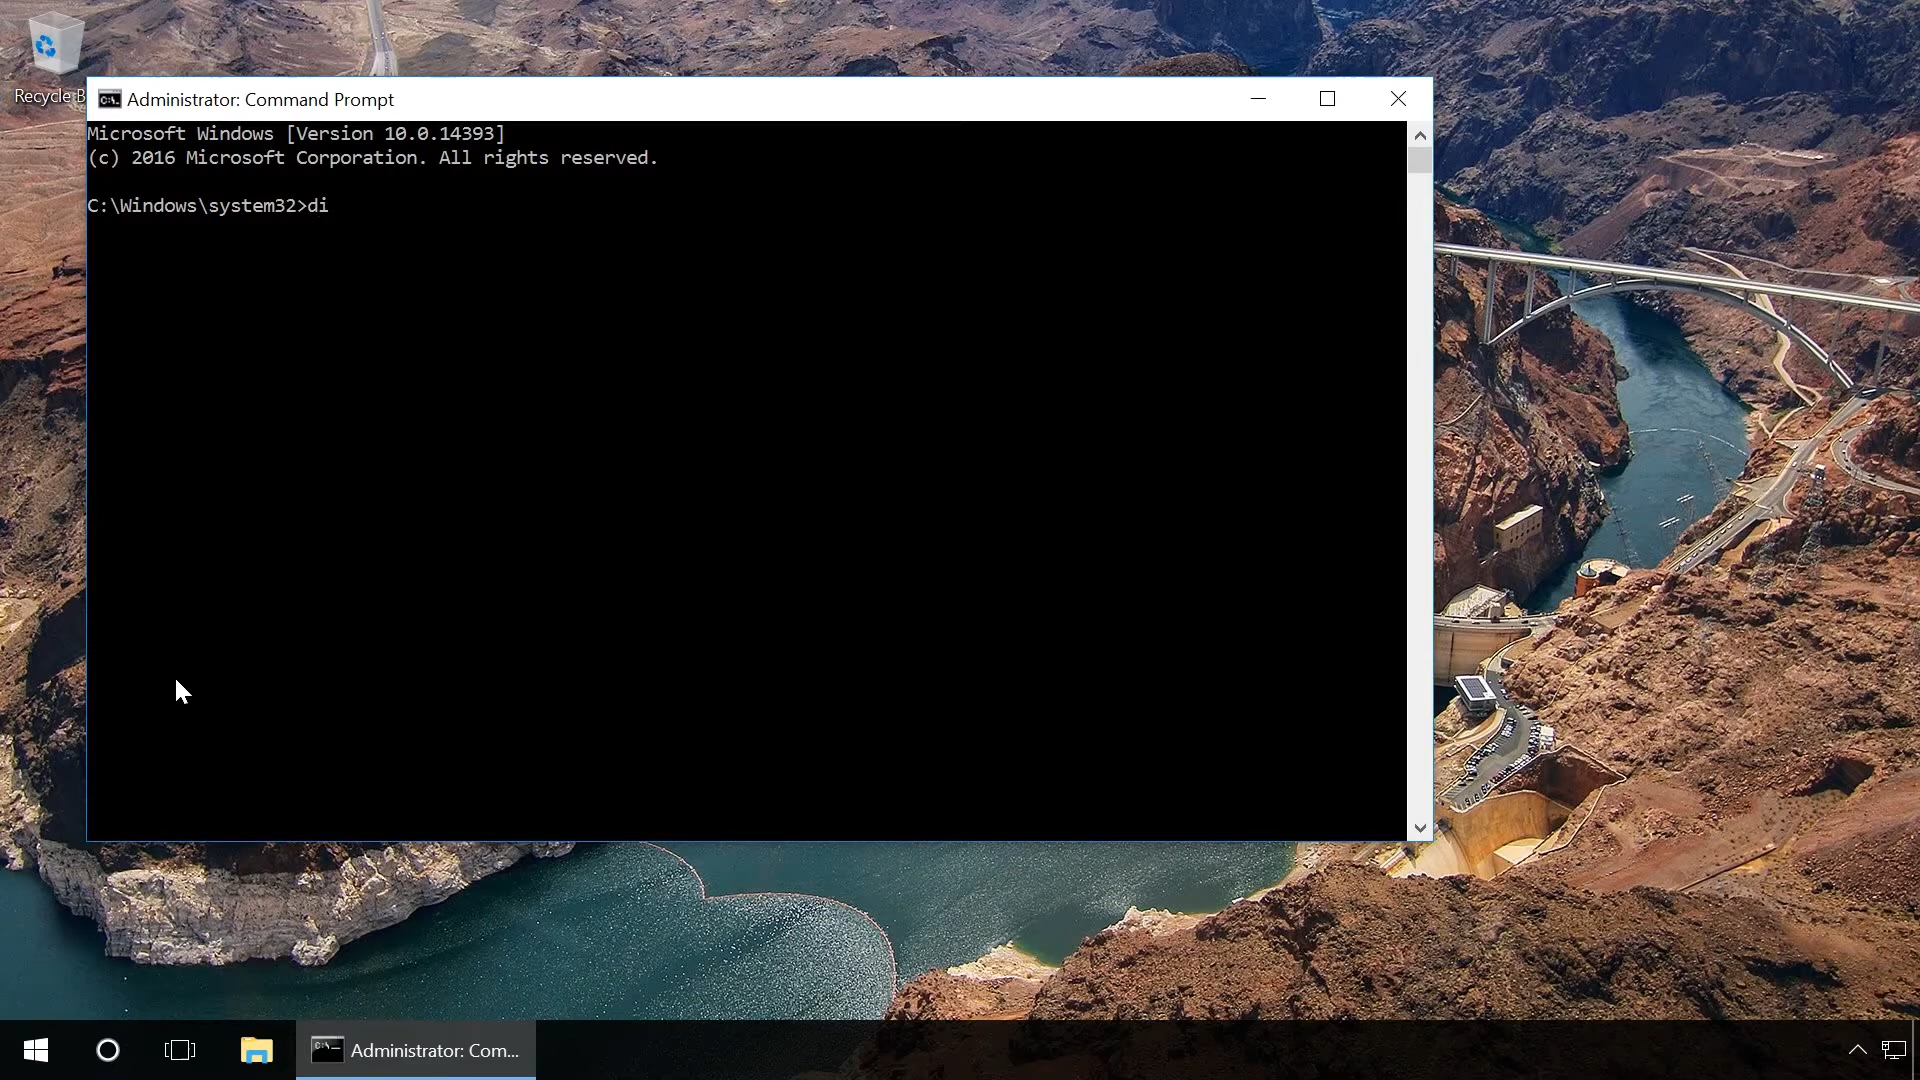 Recycle B
Administrator: Command Prompt
Microsoft Windows [Version 10.0.14393]
(c) 2016 Microsoft Corporation. All rights reserved.
C:\Windows\system32>di
Administrator: Com...